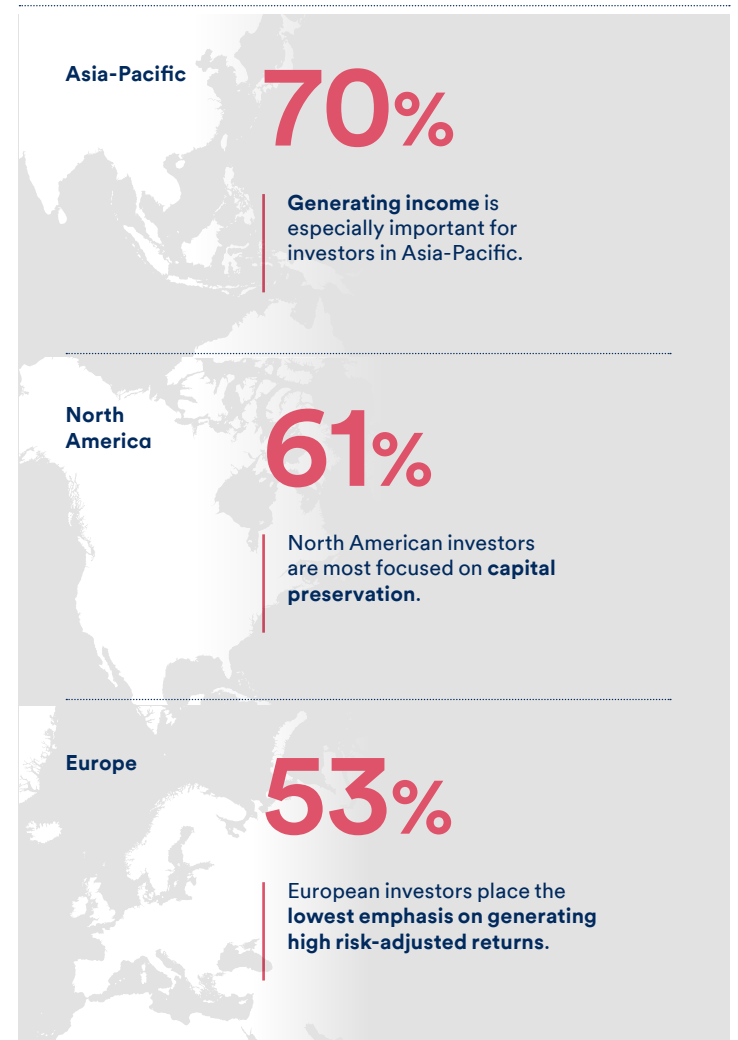 Asia-Pacific
70%
Generating income is
especially important for
investors in Asia-Pacific.
North
America
61%
North American investors
are most focused on capital
preservation.
Europe
53%
European investors place the
lowest emphasis on generating
high risk-adjusted returns.